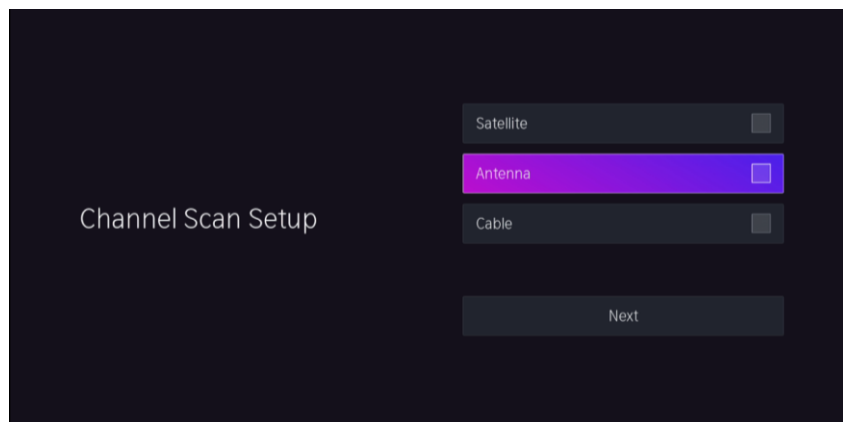 Satellite
Antenna
Channel Scan Setup
Cable
Next